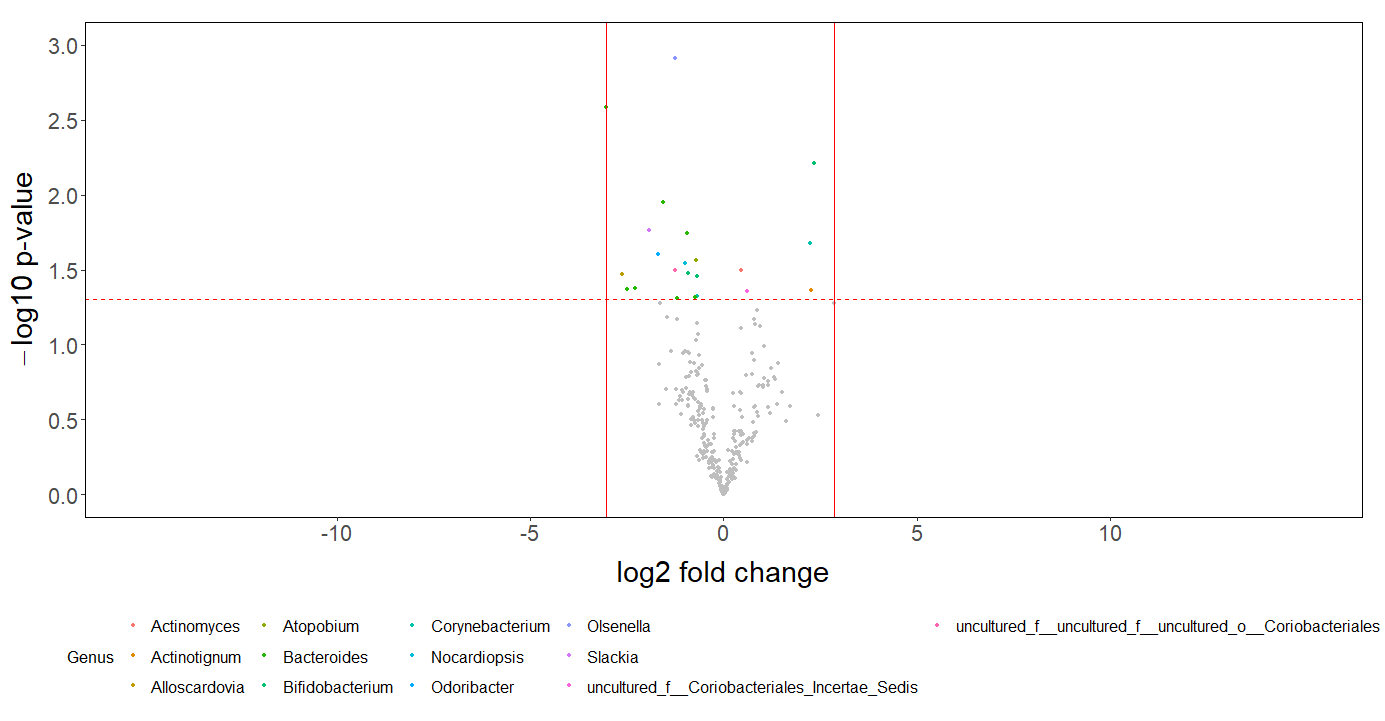 3.0
2.5
2.0
1.5
1.0
0.5
0.0
− log10 p-value
-10 -5 0 5 10
log2 fold change
Actinomyces Atopobium Corynebacterium Olsenella uncultured_f__uncultured_f__uncultured_o__Coriobacteriales
Genus Actinotignum Bacteroides Nocardiopsis Slackia
Alloscardovia Bifidobacterium Odoribacter uncultured_f__Coriobacteriales_Incertae_Sedis